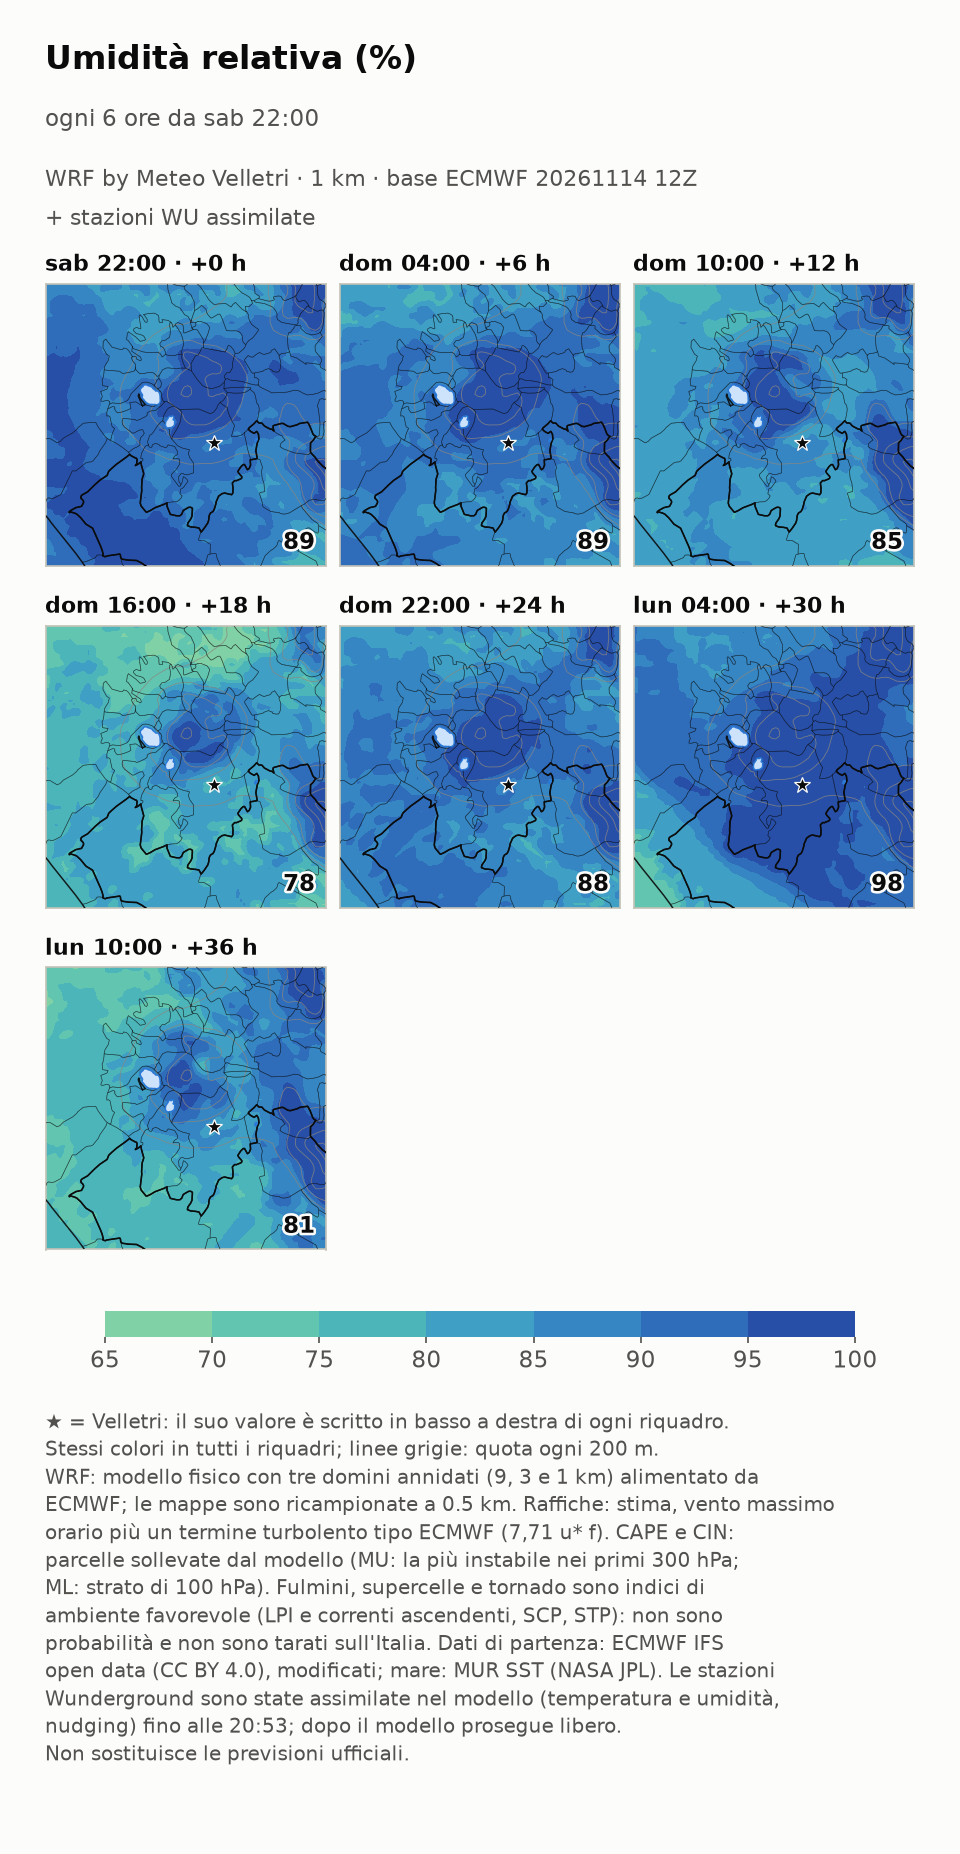 Umidità relativa (%)
ogni 6 ore da sab 22:00
WRF by Meteo Velletri · 1 km · base ECMWF 20261114 12Z
+ stazioni WU assimilate
sab 22:00 · +0 h
dom 04:00 · +6 h
dom 10:00 · +12 h
89
89
85
dom 16:00 · +18 h
dom 22:00 · +24 h
lun 04:00 · +30 h
78
88
98
lun 10:00 · +36 h
81
65 70 75 80 85 90 95 100
★ = Velletri: il suo valore è scritto in basso a destra di ogni riquadro.
Stessi colori in tutti i riquadri; linee grigie: quota ogni 200 m.
WRF: modello fisico con tre domini annidati (9, 3 e 1 km) alimentato da
ECMWF; le mappe sono ricampionate a 0.5 km. Raffiche: stima, vento massimo
orario più un termine turbolento tipo ECMWF (7,71 u* f). CAPE e CIN:
parcelle sollevate dal modello (MU: la più instabile nei primi 300 hPa;
ML: strato di 100 hPa). Fulmini, supercelle e tornado sono indici di
ambiente favorevole (LPI e correnti ascendenti, SCP, STP): non sono
probabilità e non sono tarati sull'Italia. Dati di partenza: ECMWF IFS
open data (CC BY 4.0), modificati; mare: MUR SST (NASA JPL). Le stazioni
Wunderground sono state assimilate nel modello (temperatura e umidità,
nudging) fino alle 20:53; dopo il modello prosegue libero.
Non sostituisce le previsioni ufficiali.